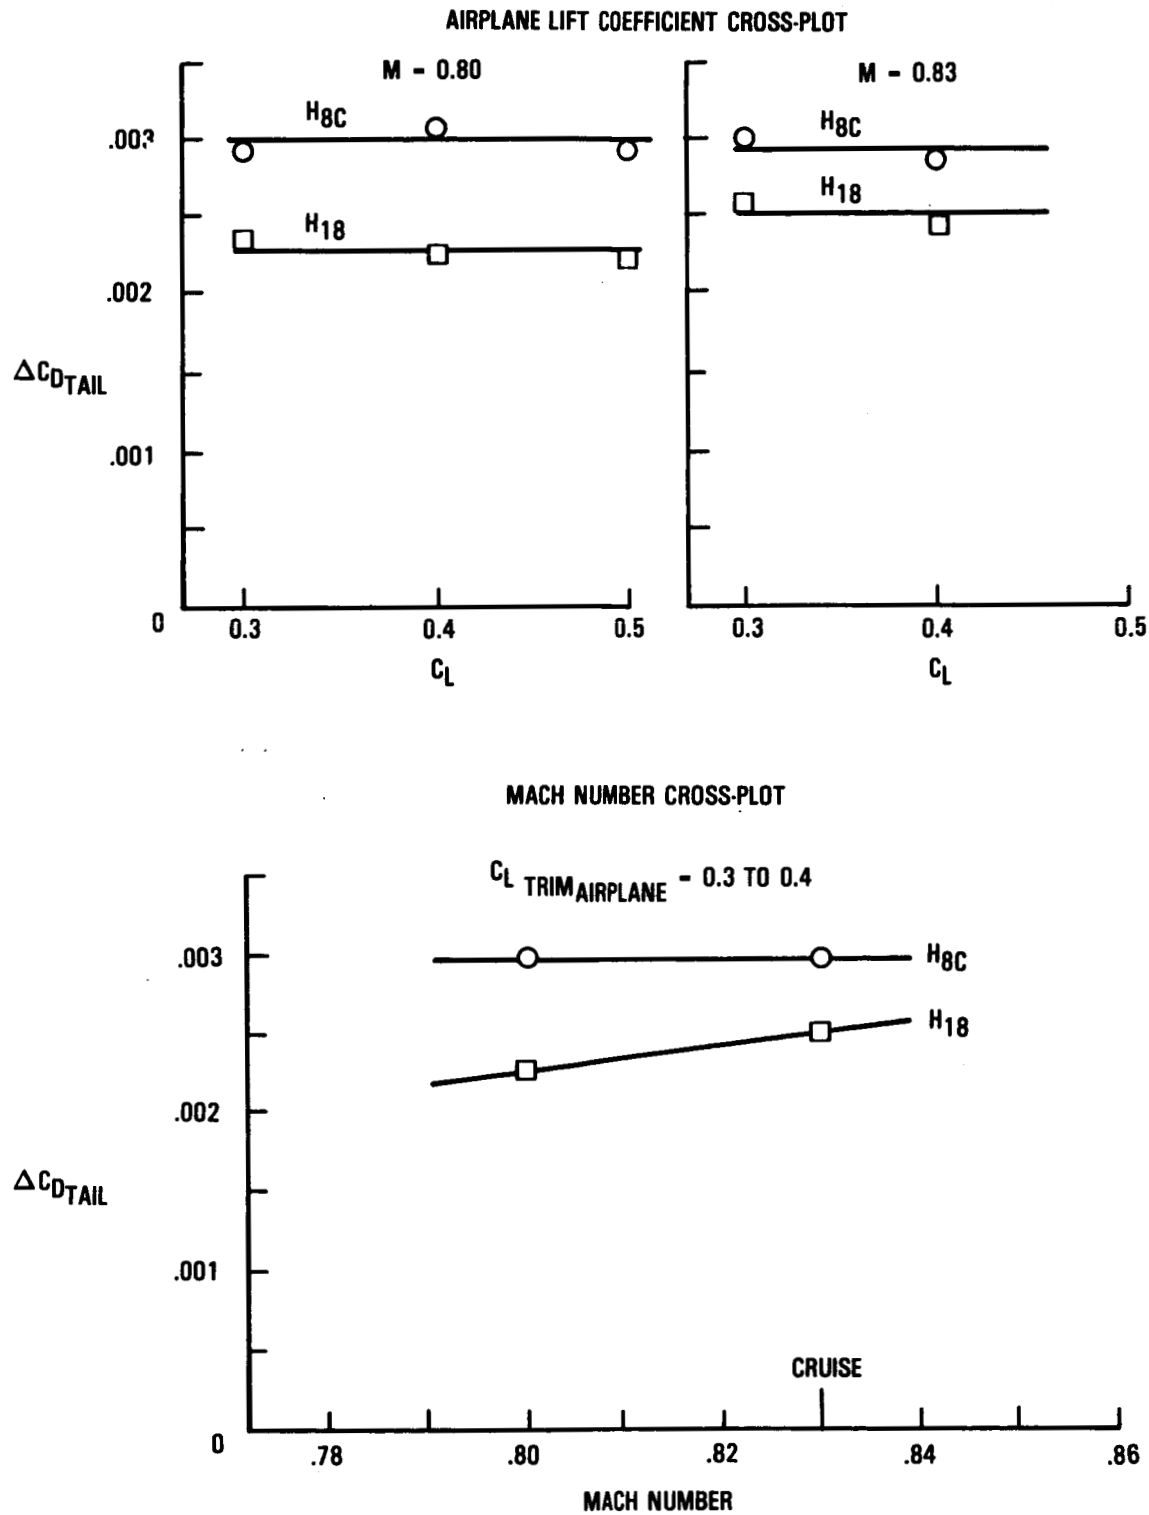 AIRPLANE LIFT COEFFICIENT CROSS-PLOT
M - 0.80
M - 0.83
H8C
H8C
.003
H18
H18
.002
ΔCDTAIL
.001
0
0.3 0.4 0.5
0.3 0.4 0.5
CL
CL
MACH NUMBER CROSS-PLOT
CL TRIMAIRPLANE - 0.3 TO 0.4
.003
H8C
H18
.002
ΔCDTAIL
.001
CRUISE
0
.78 .80 .82 .84 .86
MACH NUMBER